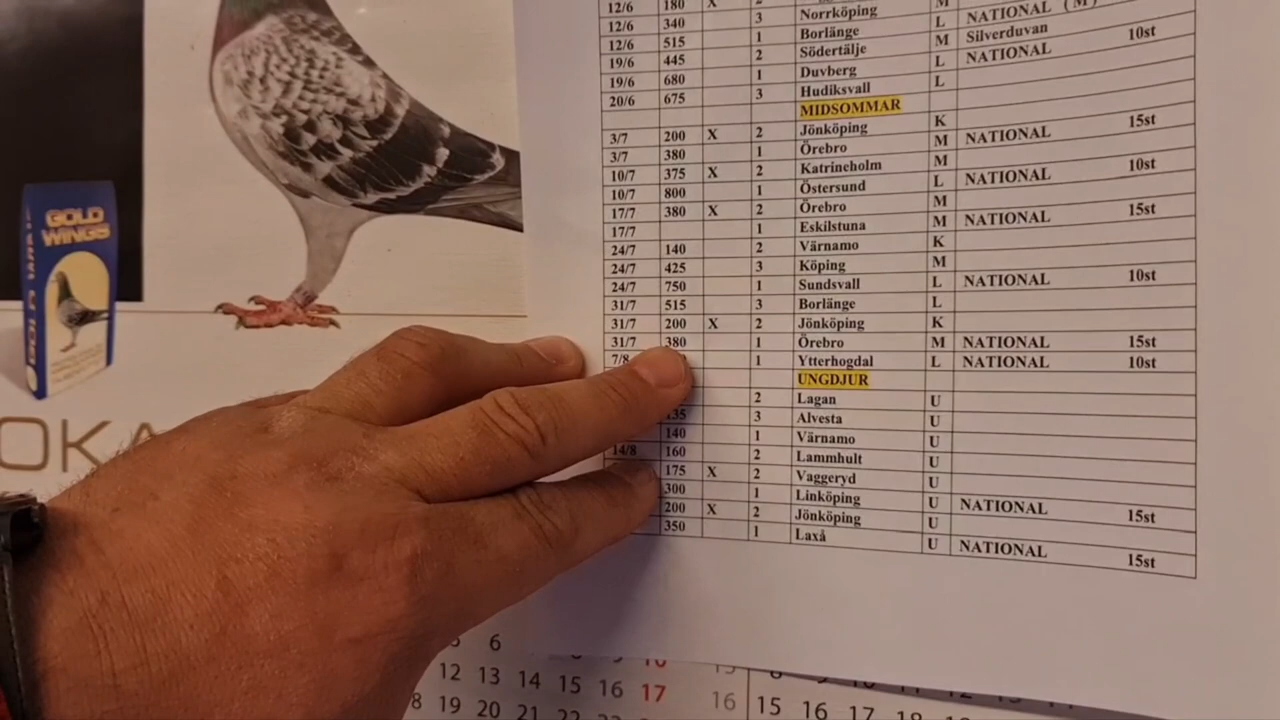 12/6 180 X 2 M
12/6 340 3 Norrköping L NATIONAL (M)
12/6 515 1 Borlänge M Silverduvan
19/6 445 2 Södertälje L NATIONAL 10st
19/6 680 1 Duvberg L
20/6 675 3 Hudiksvall
MIDSOMMAR
3/7 200 X 2 Jönköping K
3/7 380 1 Örebro M NATIONAL 15st
10/7 375 X 2 Katrineholm M
10/7 800 1 Östersund L NATIONAL 10st
17/7 380 X 2 Örebro M
17/7 1 Eskilstuna M NATIONAL 15st
24/7 140 2 Värnamo K
24/7 425 3 Köping M
24/7 750 1 Sundsvall L NATIONAL 10st
31/7 515 3 Borlänge L
31/7 200 X 2 Jönköping K
31/7 380 1 Örebro M NATIONAL 15st
7/8 1 Ytterhogdal L NATIONAL 10st
UNGDJUR
2 Lagan U
135 3 Alvesta U
140 1 Värnamo U
14/8 160 2 Lammhult U
175 X 2 Vaggeryd U
300 1 Linköping U NATIONAL 15st
200 X 2 Jönköping U
350 1 Laxå U NATIONAL 15st
GOLD
WINGS
GOLD
OKA
6 10
12 13 14 15 16 17 16 15 16 17 18
18 19 20 21 22 23